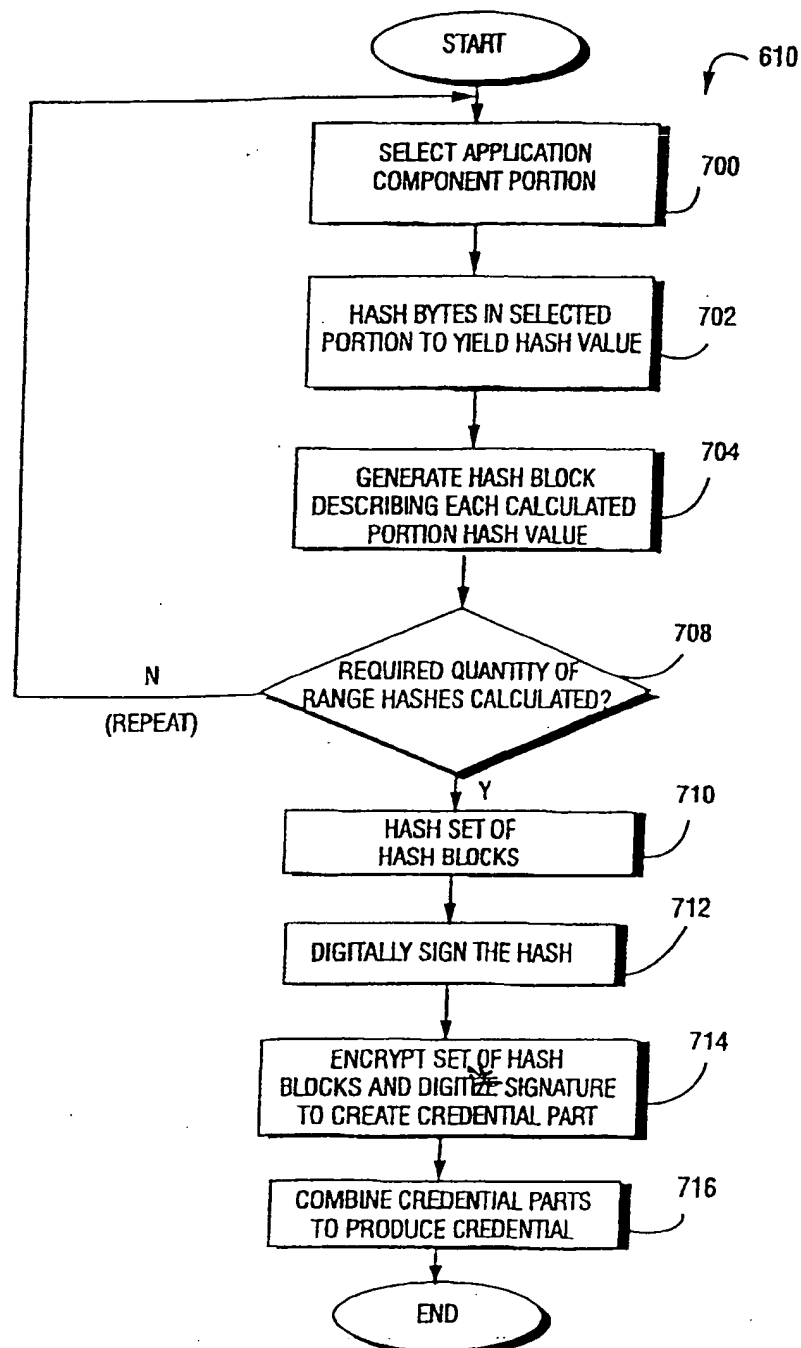 START
610
SELECT APPLICATION
COMPONENT PORTION
700
HASH BYTES IN SELECTED
PORTION TO YIELD HASH VALUE
702
GENERATE HASH BLOCK
DESCRIBING EACH CALCULATED
PORTION HASH VALUE
704
REQUIRED QUANTITY OF
RANGE HASHES CALCULATED?
708
N
(REPEAT)
Y
HASH SET OF
HASH BLOCKS
710
DIGITALLY SIGN THE HASH
712
ENCRYPT SET OF HASH
BLOCKS AND DIGITIZE SIGNATURE
TO CREATE CREDENTIAL PART
714
COMBINE CREDENTIAL PARTS
TO PRODUCE CREDENTIAL
716
END